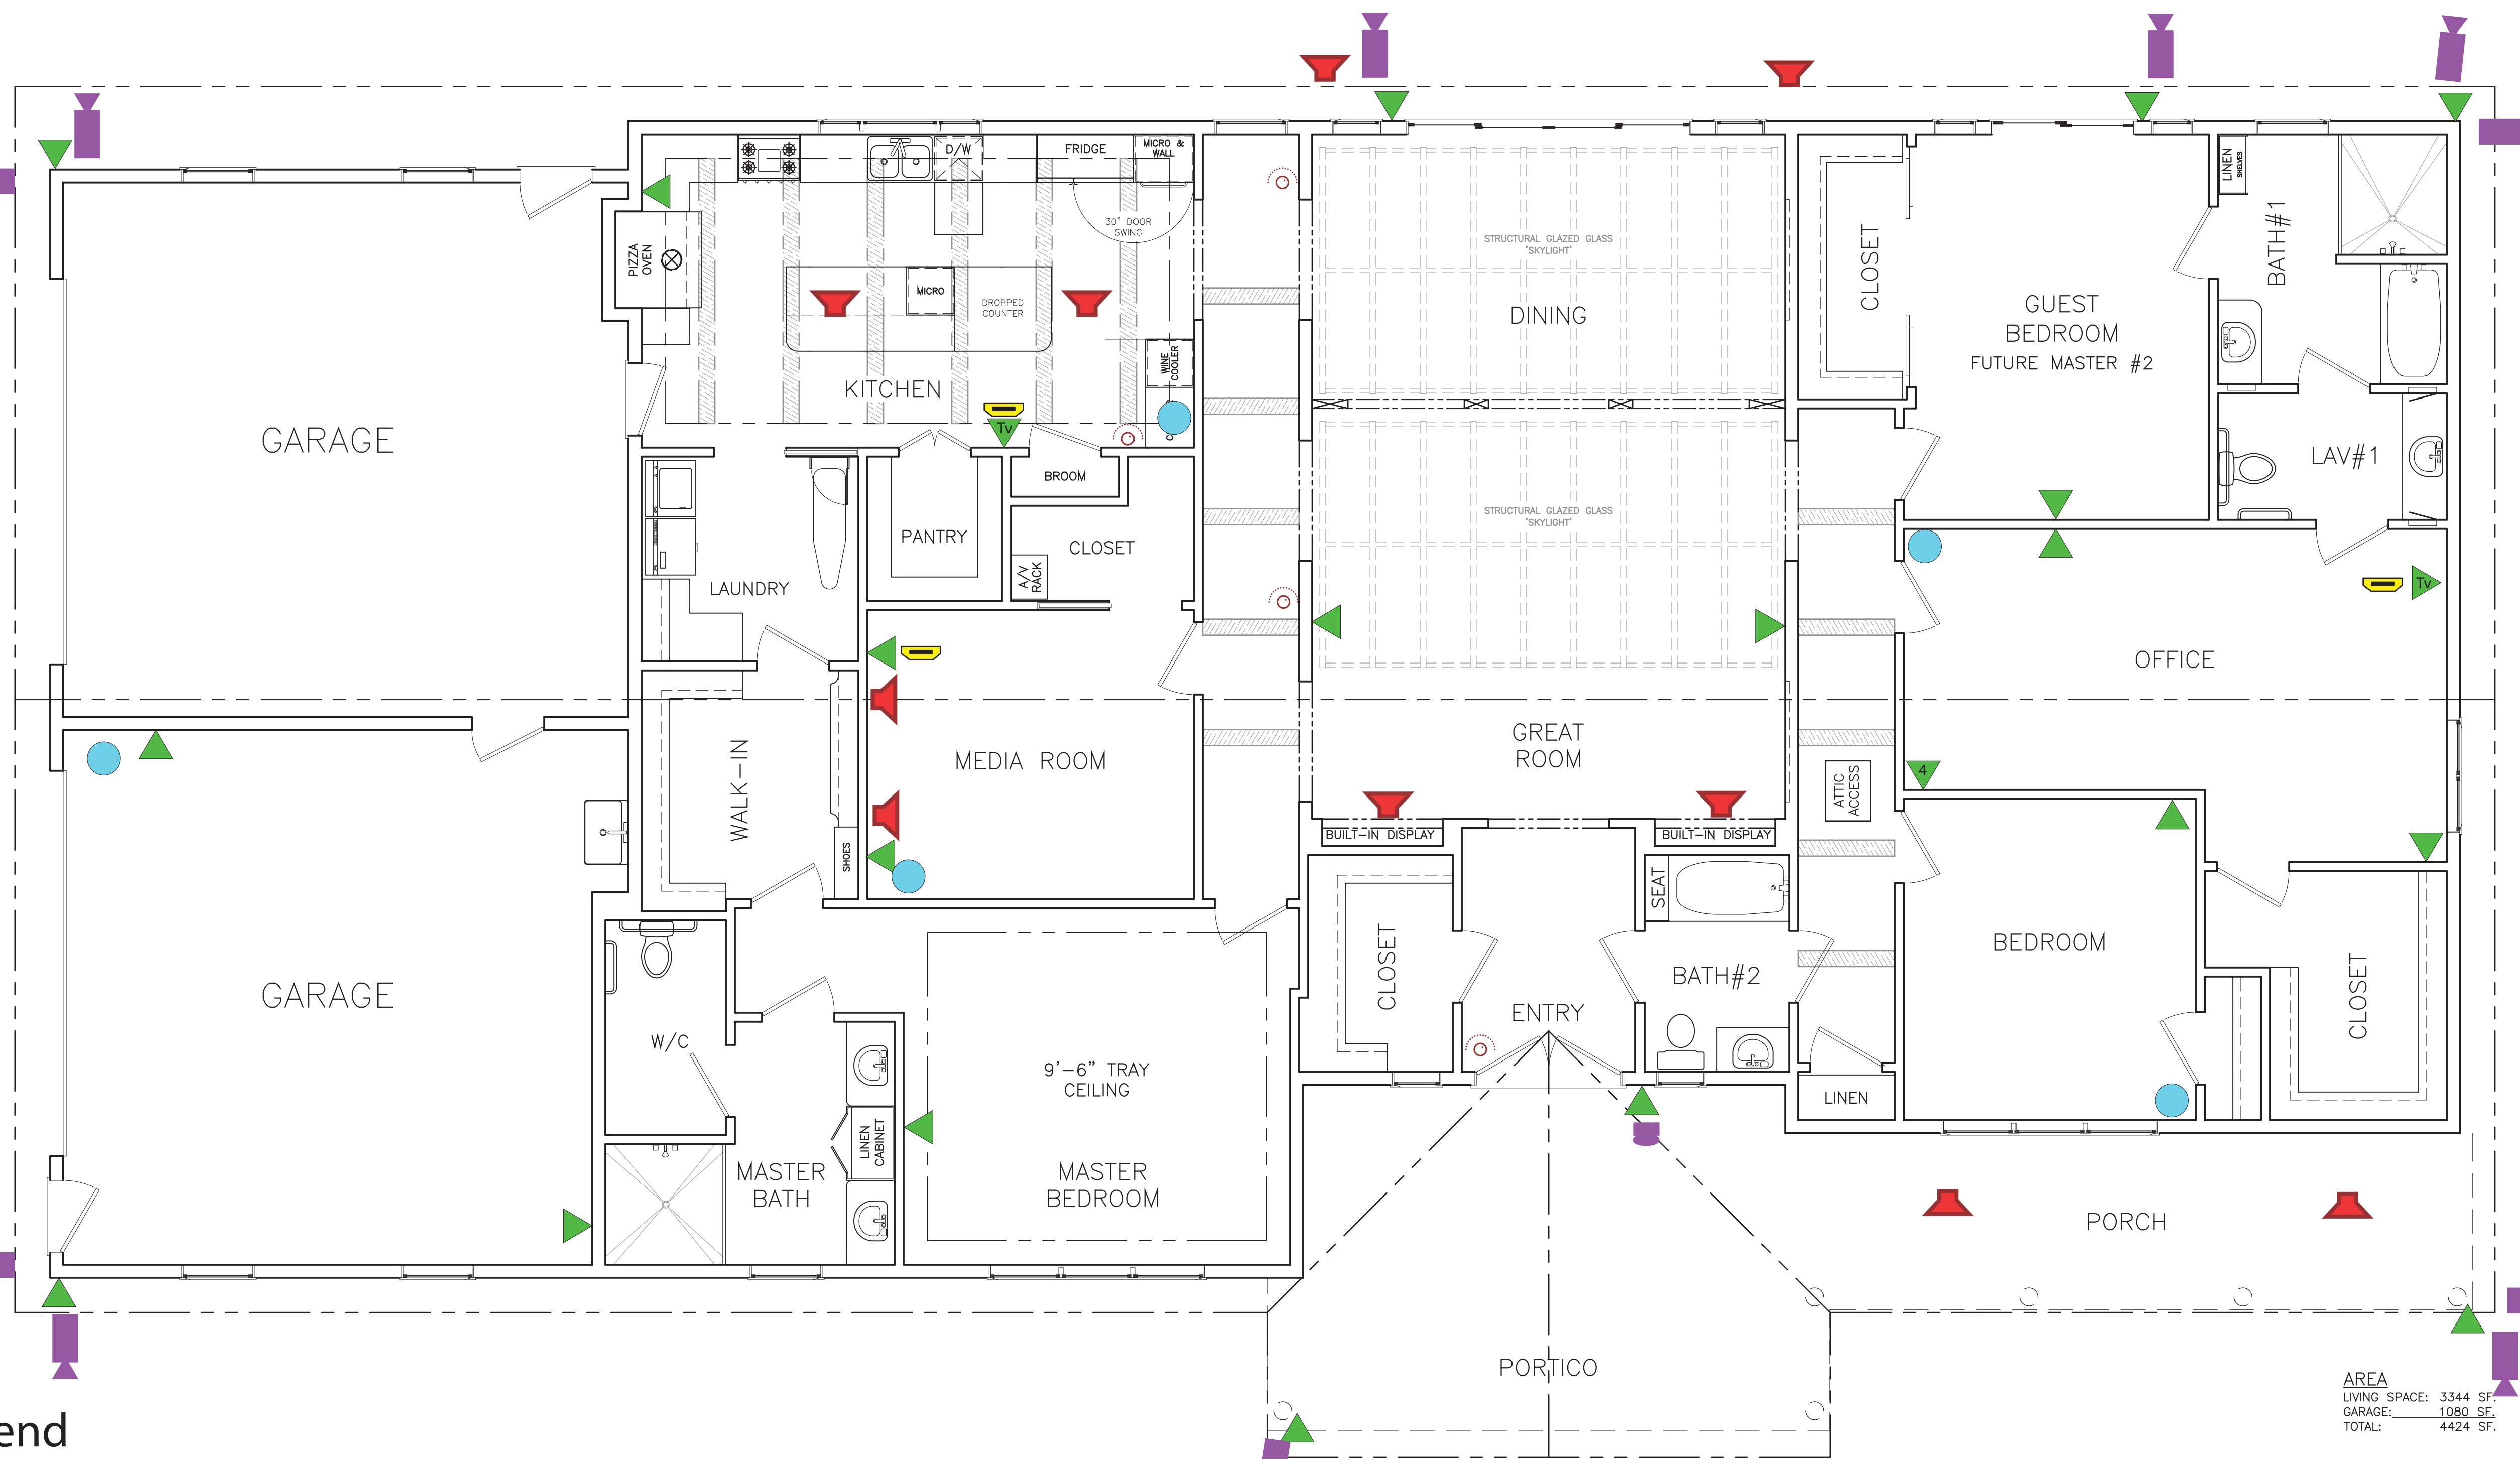 D/W
FRIDGE
MICRO &
WALL
30" DOOR
SWING
PIZZA
OVEN
MICRO
DROPPED
COUNTER
WINE
COOLER
KITCHEN
Tv
GARAGE
BROOM
PANTRY
CLOSET
A/V
RACK
LAUNDRY
WALK-IN
SHOES
MEDIA ROOM
STRUCTURAL GLAZED GLASS
'SKYLIGHT'
DINING
STRUCTURAL GLAZED GLASS
'SKYLIGHT'
GREAT
ROOM
BUILT-IN DISPLAY
BUILT-IN DISPLAY
CLOSET
GUEST
BEDROOM
FUTURE MASTER #2
LINEN
SHELVES
BATH#1
LAV#1
Tv
OFFICE
4
ATTIC
ACCESS
GARAGE
W/C
MASTER
BATH
LINEN
CABINET
9'-6" TRAY
CEILING
MASTER
BEDROOM
CLOSET
ENTRY
SEAT
BATH#2
LINEN
BEDROOM
CLOSET
PORCH
PORTICO
AREA
LIVING SPACE: 3344 SF.
GARAGE: 1080 SF.
TOTAL: 4424 SF.
end